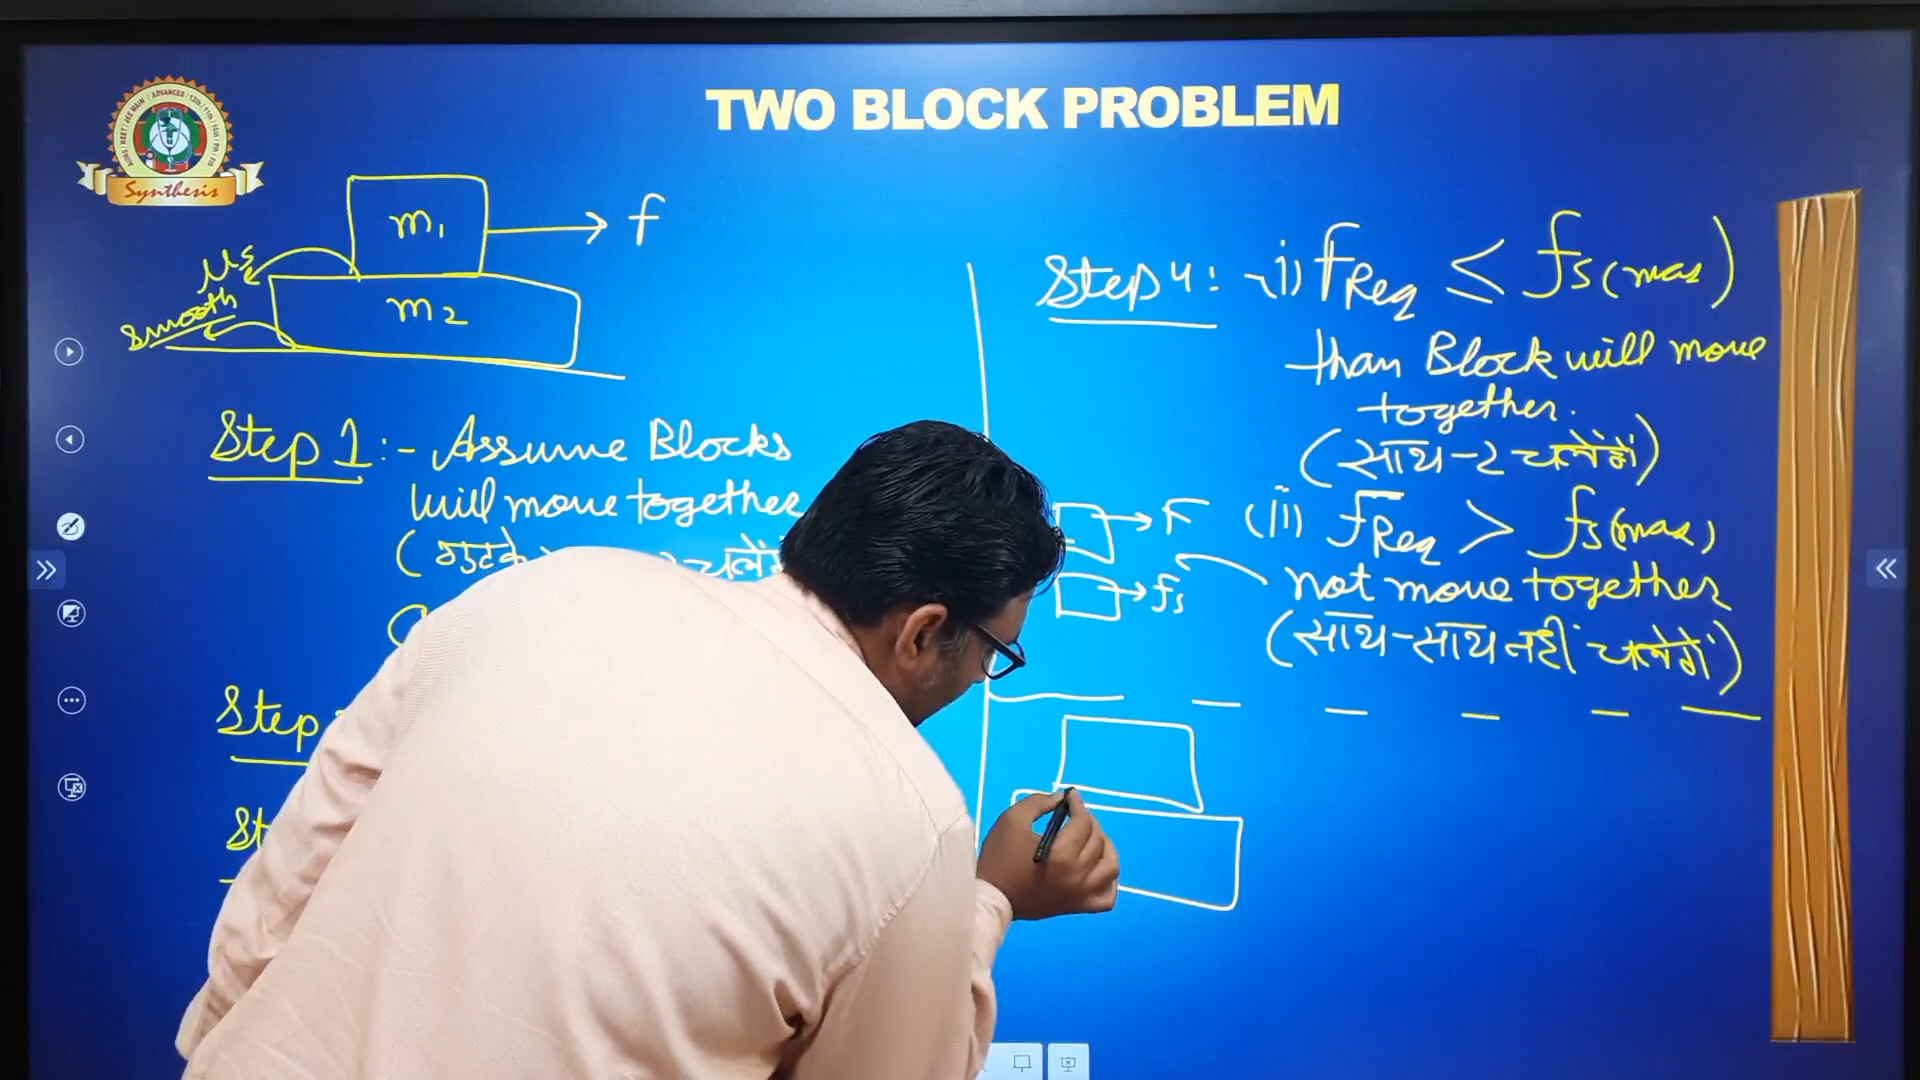 TWO BLOCK PROBLEM
Synthesis
m₁
f
μs
m₂
smooth
Step 1:- Assume Blocks
will move together
Step
St
Step 4:- (i) fReq ≤ fs(max)
than Block will move
together.
(साथ-2 चलेंगे)
F
(ii) fReq > fs(max)
fs
not move together
(साथ-साथ नहीं चलेंगे)